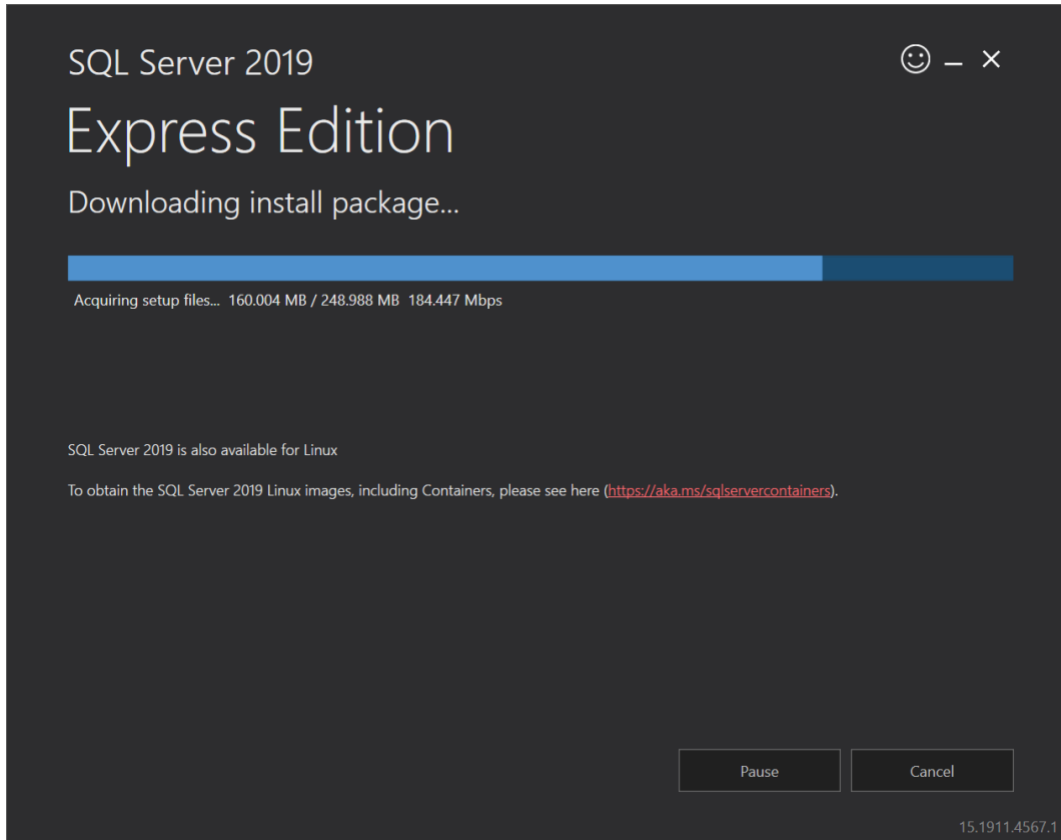 SQL Server 2019
Express Edition
Downloading install package...
Acquiring setup files... 160.004 MB / 248.988 MB 184.447 Mbps
SQL Server 2019 is also available for Linux
To obtain the SQL Server 2019 Linux images, including Containers, please see here (https://aka.ms/sqlservercontainers).
Pause Cancel
15.1911.4567.1